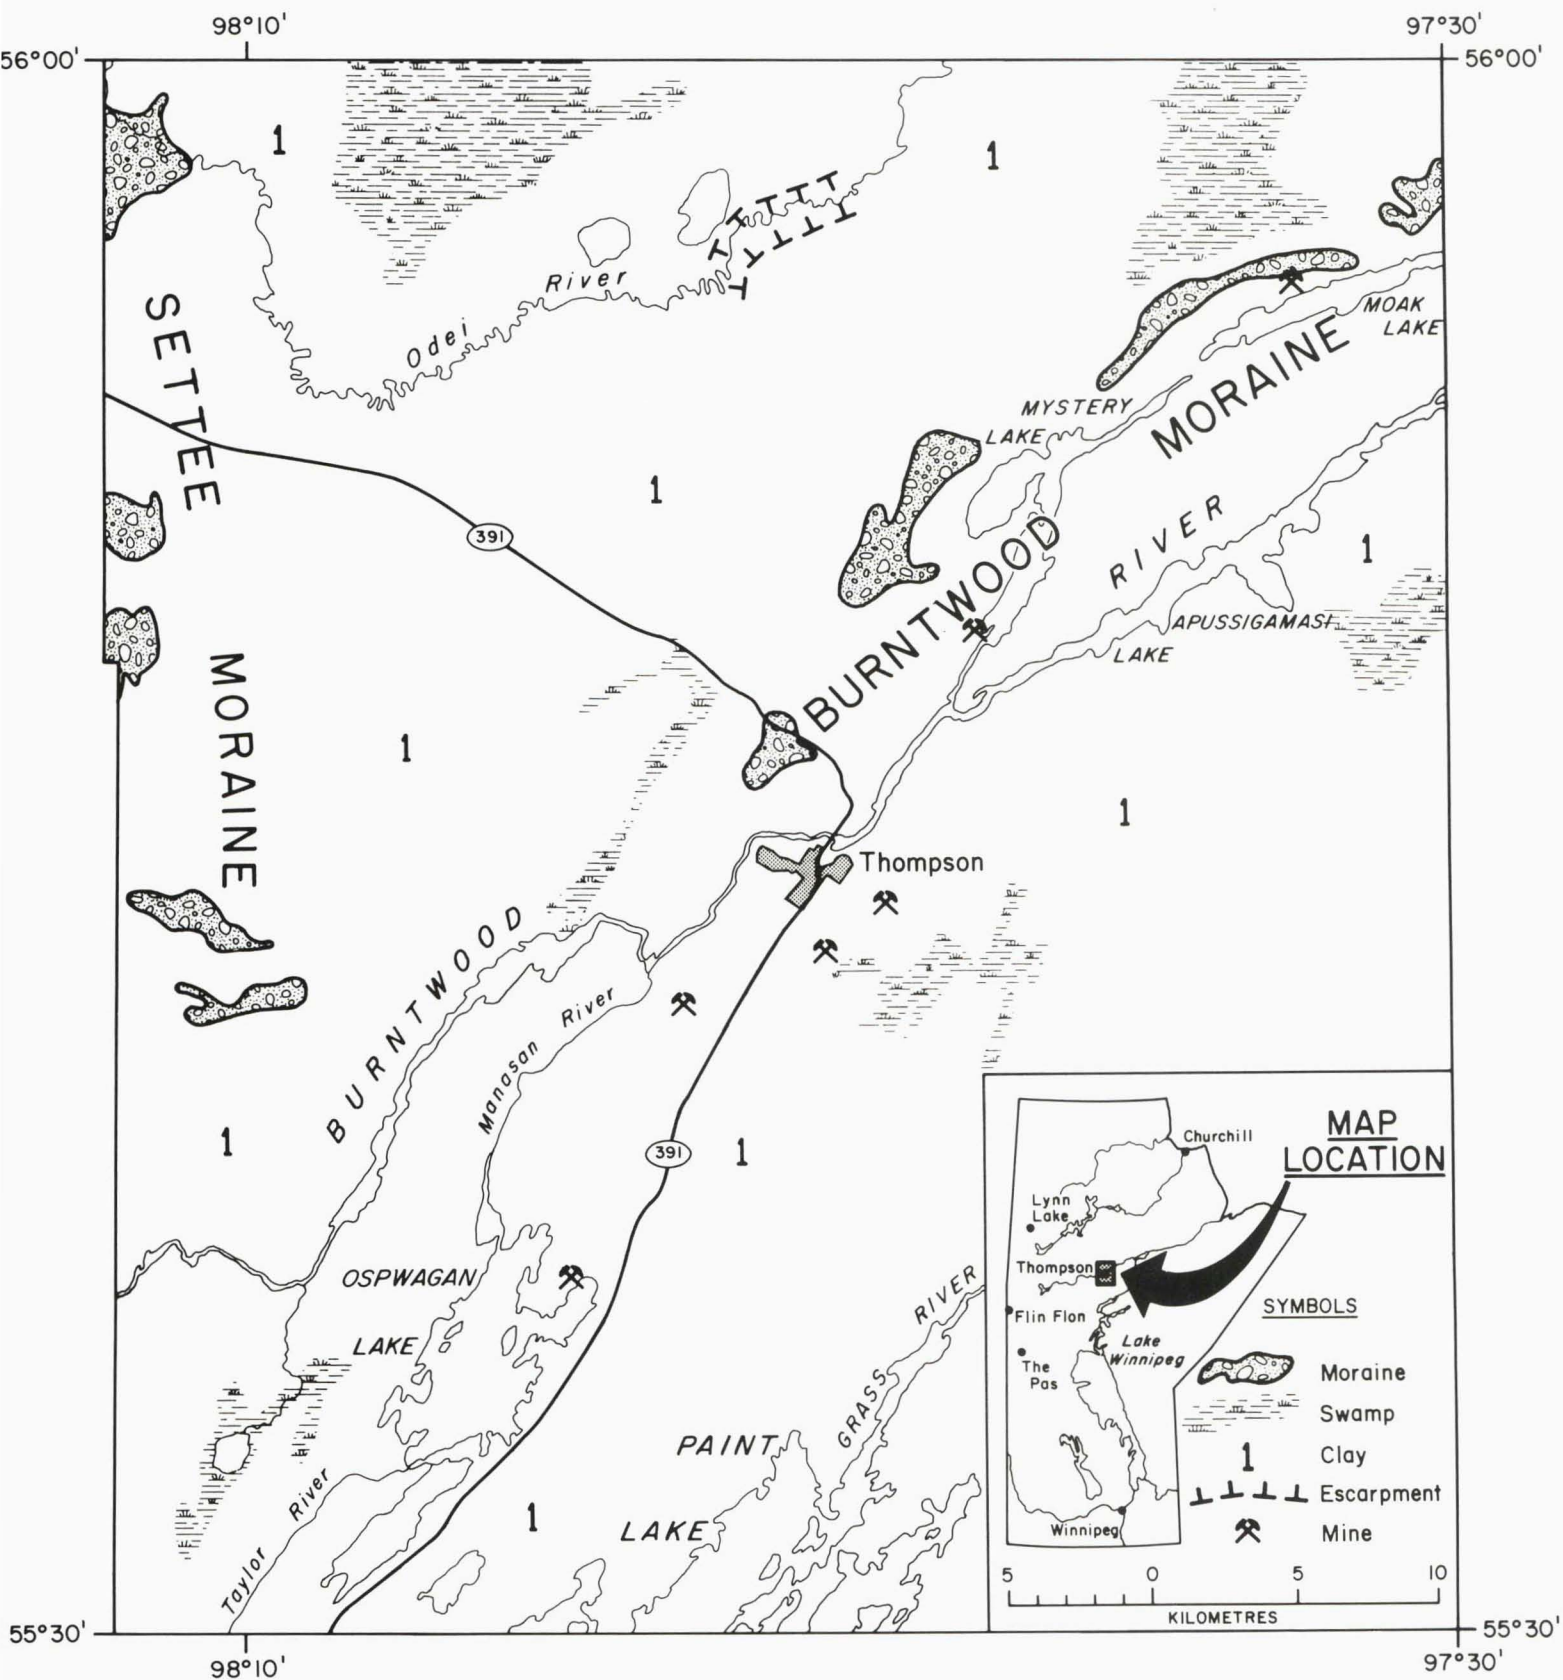 98°10'
97°30'
56°00'
56°00'
1
1
River
Odei
SETTEE
MOAK
LAKE
MORAINE
MYSTERY
LAKE
1
391
RIVER
1
BURNTWOOD
APUSSIGAMASI
LAKE
MORAINE
1
1
Thompson
BURNTWOOD
Manasan River
1
391
1
OSPWAGAN
LAKE
GRASS RIVER
PAINT
LAKE
1
Taylor River
MAP
LOCATION
Churchill
Lynn
Lake
Thompson
Flin Flon
The
Pas
Lake
Winnipeg
Winnipeg
SYMBOLS
Moraine
Swamp
1
Clay
Escarpment
Mine
5 0 5 10
KILOMETRES
55°30'
55°30'
98°10'
97°30'